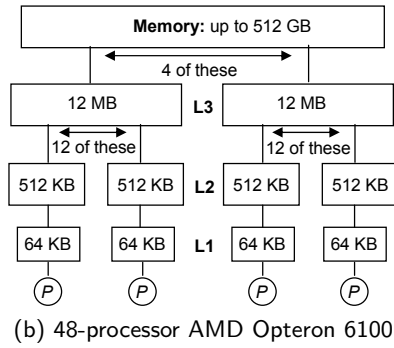 Memory: up to 512 GB
4 of these
12 MB L3 12 MB
12 of these 12 of these
512 KB 512 KB L2 512 KB 512 KB
64 KB 64 KB L1 64 KB 64 KB
P P P P
(b) 48-processor AMD Opteron 6100